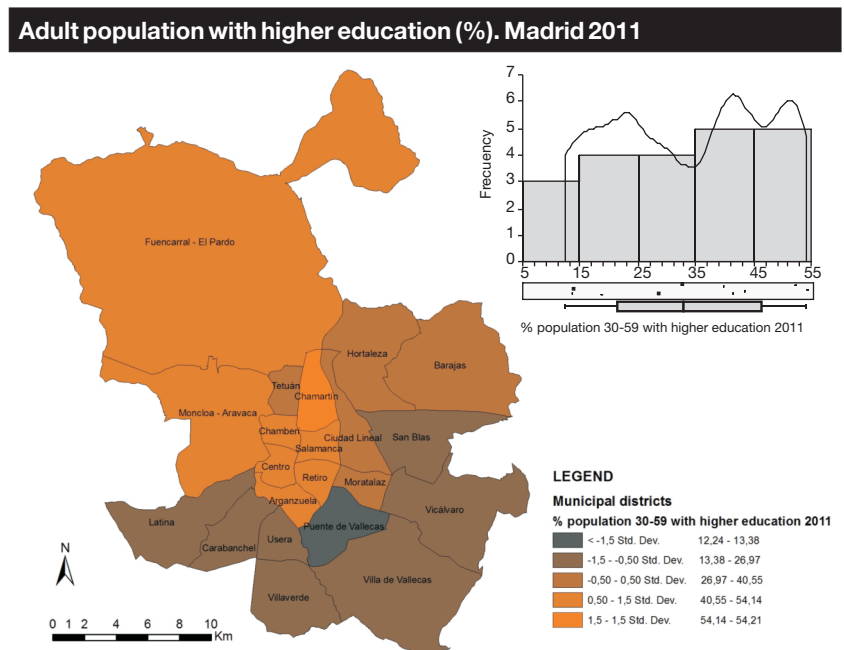 Adult population with higher education (%). Madrid 2011
7
6
5
4
3
2
1
0
Frecuency
5 15 25 35 45 55
% population 30-59 with higher education 2011
Fuencarral - El Pardo
Hortaleza
Barajas
Tetuán
Chamartín
Moncloa - Aravaca
Chamberí
Ciudad Lineal
San Blas
Salamanca
Centro
Retiro
Moratalaz
Arganzuela
Vicálvaro
Latina
Puente de Vallecas
Usera
Carabanchel
Villa de Vallecas
Villaverde
N
0 1 2 4 6 8 10
Km
LEGEND
Municipal districts
% population 30-59 with higher education 2011
< -1,5 Std. Dev. 12,24 - 13,38
-1,5 - -0,50 Std. Dev. 13,38 - 26,97
-0,50 - 0,50 Std. Dev. 26,97 - 40,55
0,50 - 1,5 Std. Dev. 40,55 - 54,14
1,5 - 1,5 Std. Dev. 54,14 - 54,21